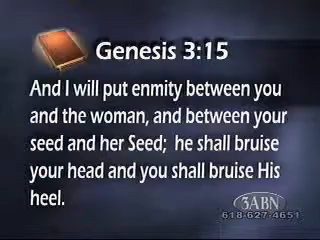 Genesis 3:15
And I will put enmity between you
and the woman, and between your
seed and her Seed; he shall bruise
your head and you shall bruise His
heel.
3ABN
618-627-4651